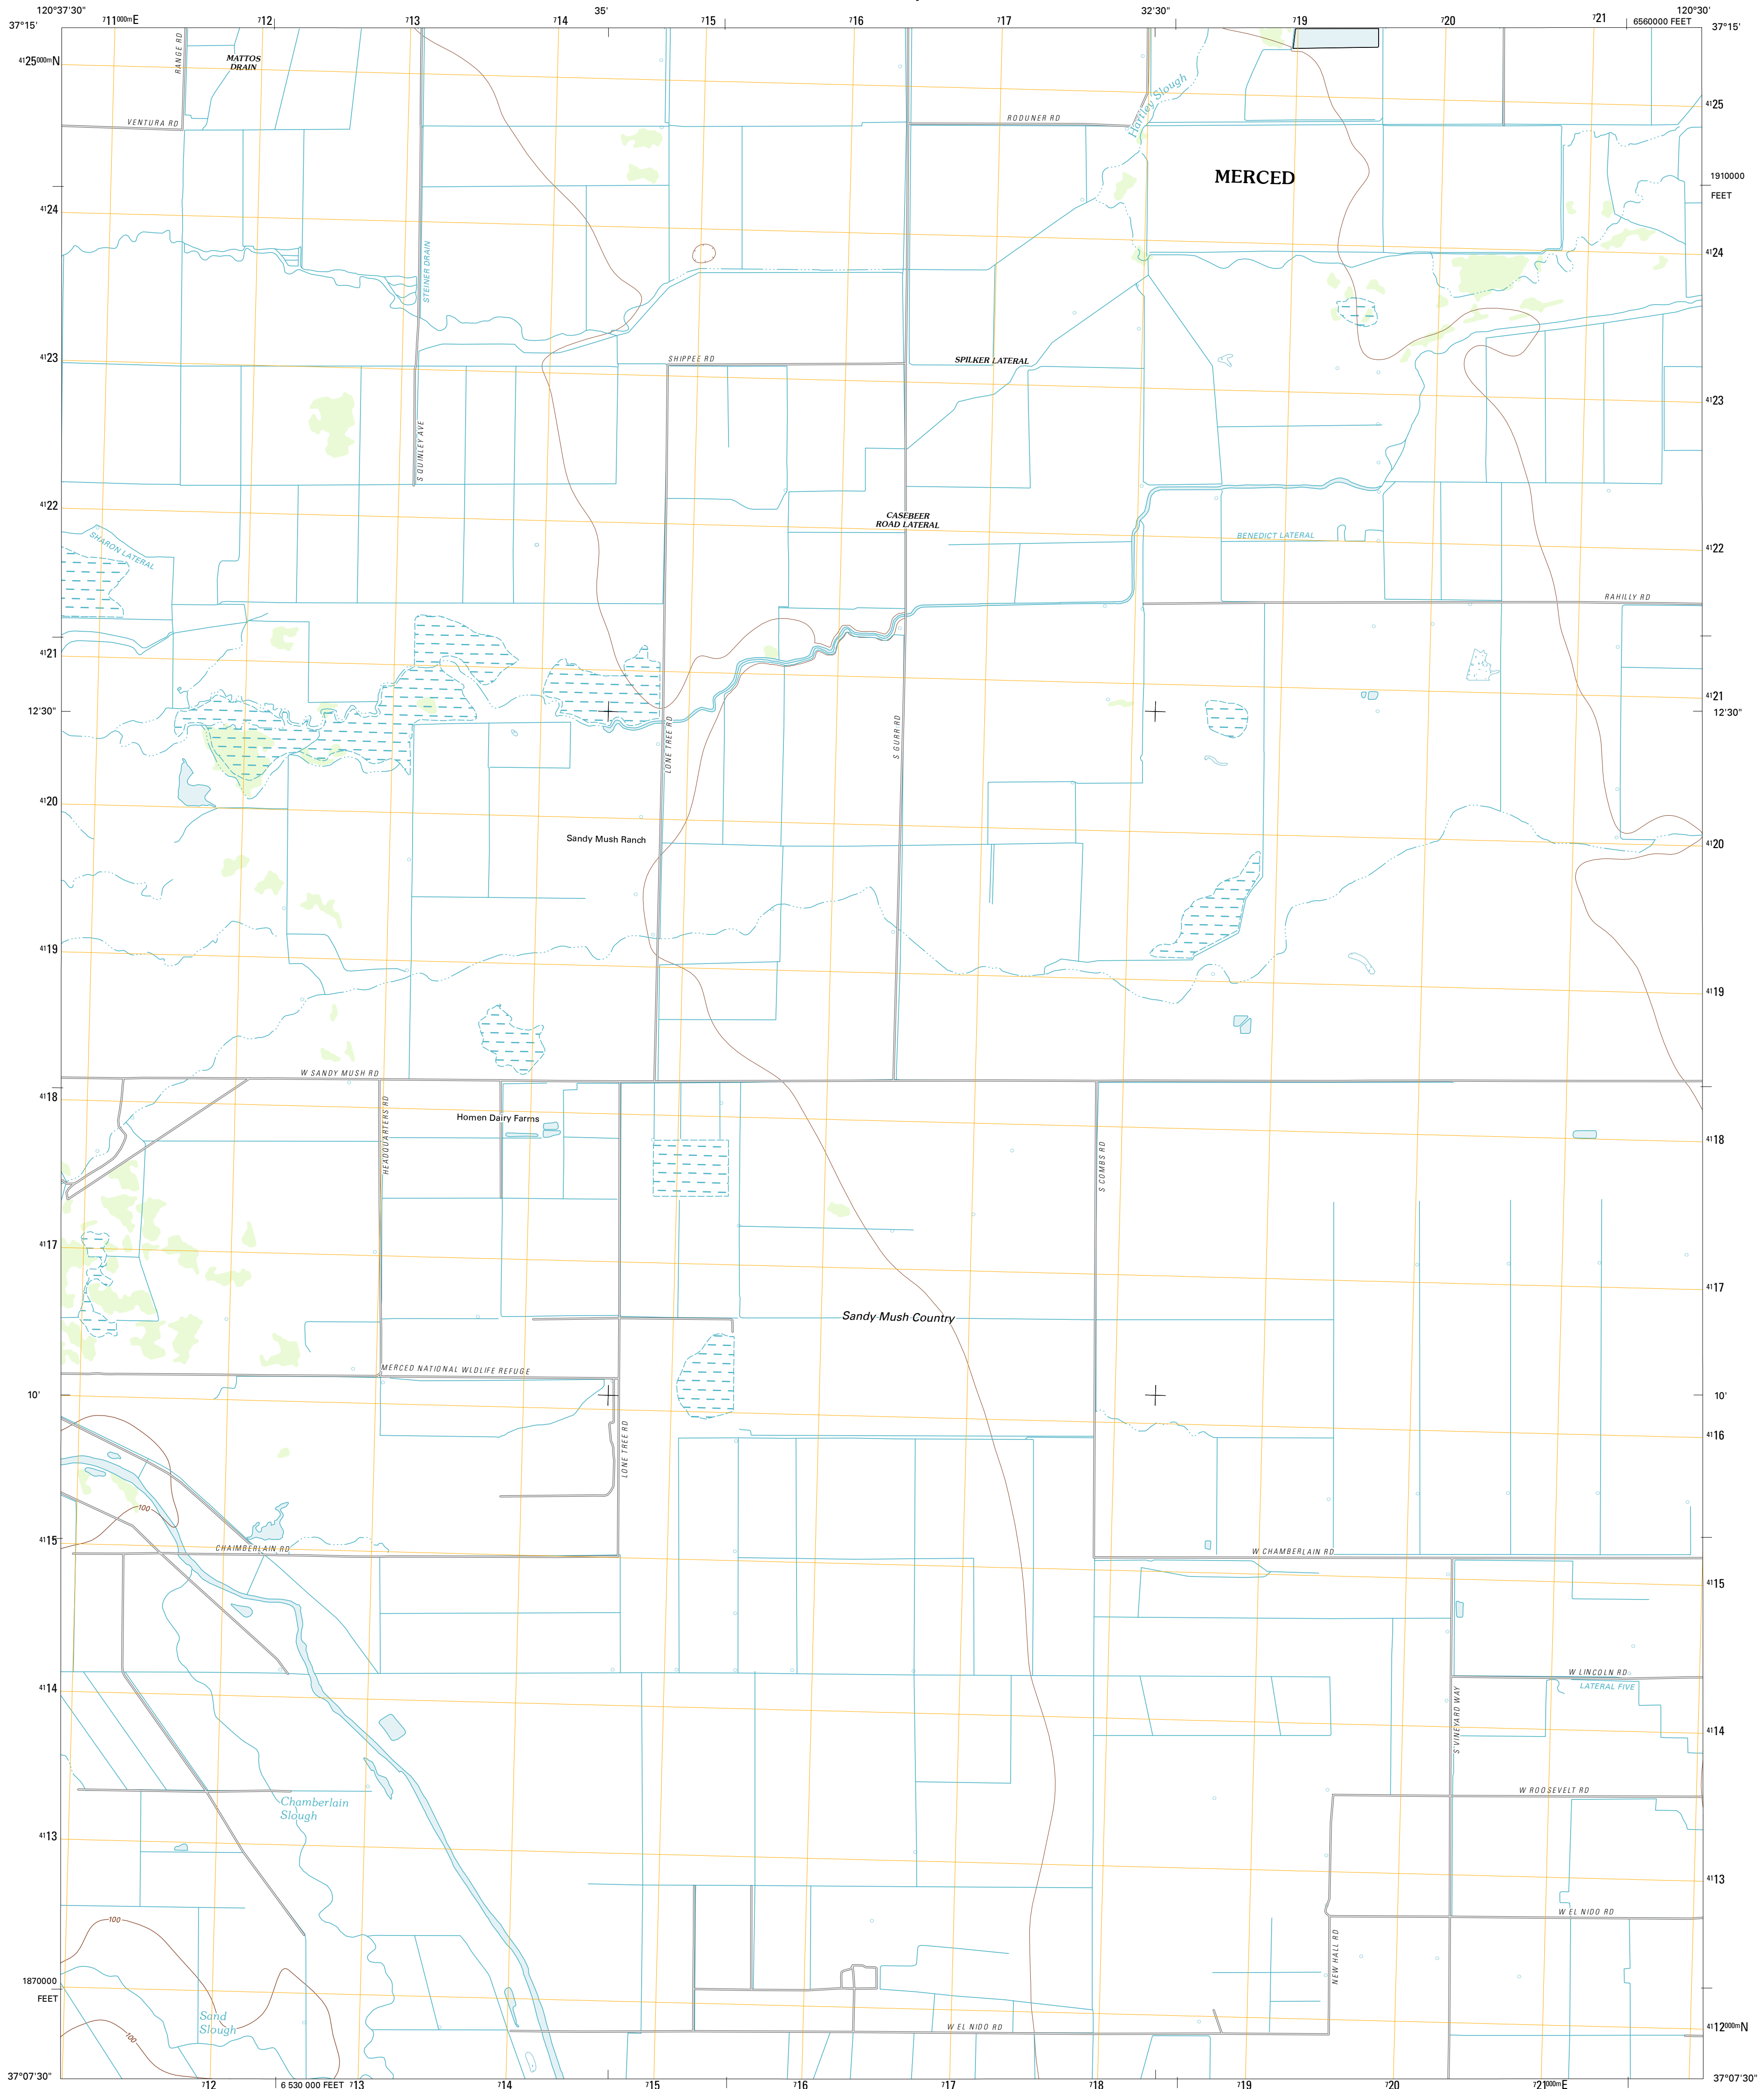 120°37'30"
711000mE
712
713
714
35'
715
716
717
32'30"
719
720
721
6560000 FEET
120°30'
37°15'
37°15'
4125000mN
RANGE RD
MATTOS
DRAIN
VENTURA RD
RODUNER RD
Hartley Slough
4125
MERCED
1910000
FEET
4124
STEINER DRAIN
4124
4123
SHIPPEE RD
SPILKER LATERAL
4123
S QUINLEY AVE
4122
CASEBEER
ROAD LATERAL
SHARON LATERAL
BENEDICT LATERAL
4122
RAHILLY RD
4121
4121
12'30"
12'30"
LONE TREE RD
S GURR RD
4120
Sandy Mush Ranch
4120
4119
4119
W SANDY MUSH RD
4118
HEADQUARTERS RD
Homen Dairy Farms
S COMBS RD
4118
4117
4117
Sandy Mush Country
MERCED NATIONAL WLDLIFE REFUGE
10'
10'
LONE TREE RD
4116
100
4115
CHAIMBERLAIN RD
W CHAMBERLAIN RD
4115
W LINCOLN RD
LATERAL FIVE
4114
S VINEYARD WAY
4114
W ROOSEVELT RD
Chamberlain
Slough
4113
4113
100
W EL NIDO RD
NEW HALL RD
1870000
FEET
Sand
Slough
100
W EL NIDO RD
4112000mN
37°07'30"
37°07'30"
712
6 530 000 FEET
713
714
715
716
717
718
719
720
721000mE